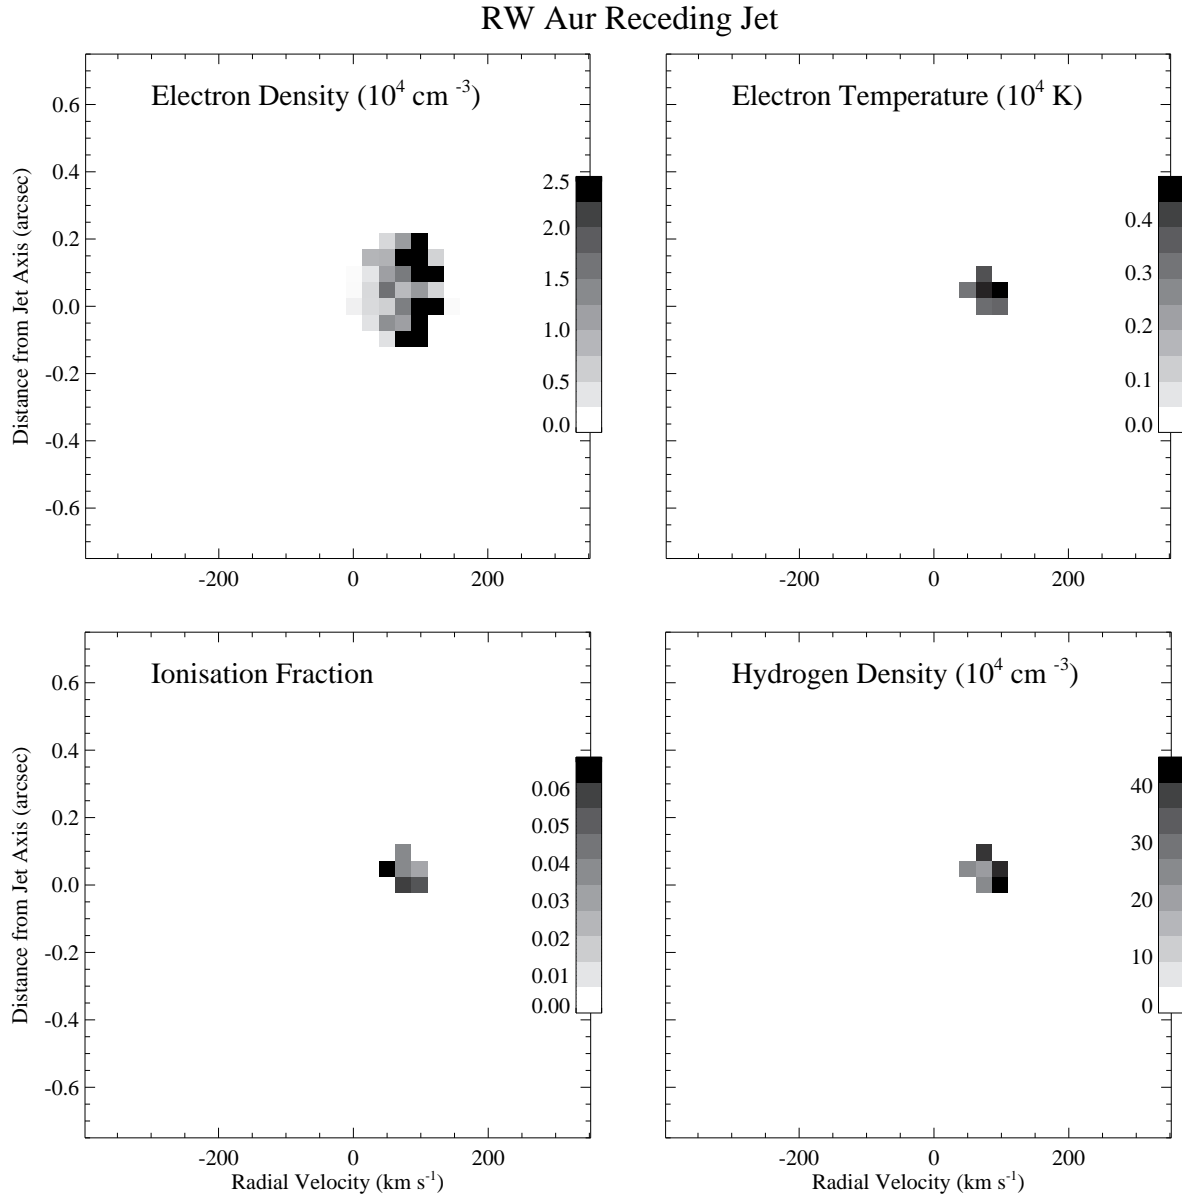 RW Aur Receding Jet
Electron Density (10⁴ cm ⁻³)
Electron Temperature (10⁴ K)
0.6
0.4
0.2
0.0
-0.2
-0.4
-0.6
Distance from Jet Axis (arcsec)
2.5
2.0
1.5
1.0
0.5
0.0
0.4
0.3
0.2
0.1
0.0
-200 0 200
-200 0 200
Ionisation Fraction
Hydrogen Density (10⁴ cm ⁻³)
0.6
0.4
0.2
0.0
-0.2
-0.4
-0.6
Distance from Jet Axis (arcsec)
0.06
0.05
0.04
0.03
0.02
0.01
0.00
40
30
20
10
0
-200 0 200
-200 0 200
Radial Velocity (km s⁻¹)
Radial Velocity (km s⁻¹)